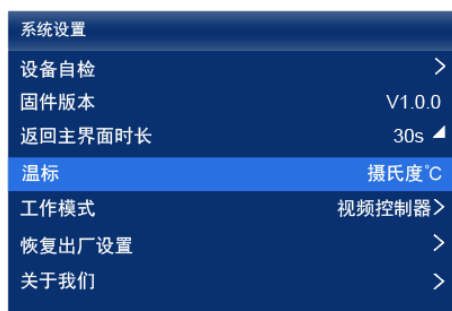 系统设置
设备自检 >
固件版本 V1.0.0
返回主界面时长 30s
温标 摄氏度℃
工作模式 视频控制器>
恢复出厂设置 >
关于我们 >